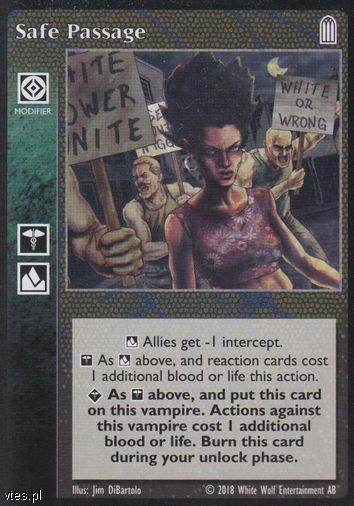 Safe Passage
MODIFIER
ITE
OWER
NITE
WHITE
OR
WRONG
Allies get -1 intercept.
As above, and reaction cards cost
1 additional blood or life this action.
As above, and put this card
on this vampire. Actions against
this vampire cost 1 additional
blood or life. Burn this card
during your unlock phase.
Illus: Jim DiBartolo © 2018 White Wolf Entertainment AB
vtes.pl